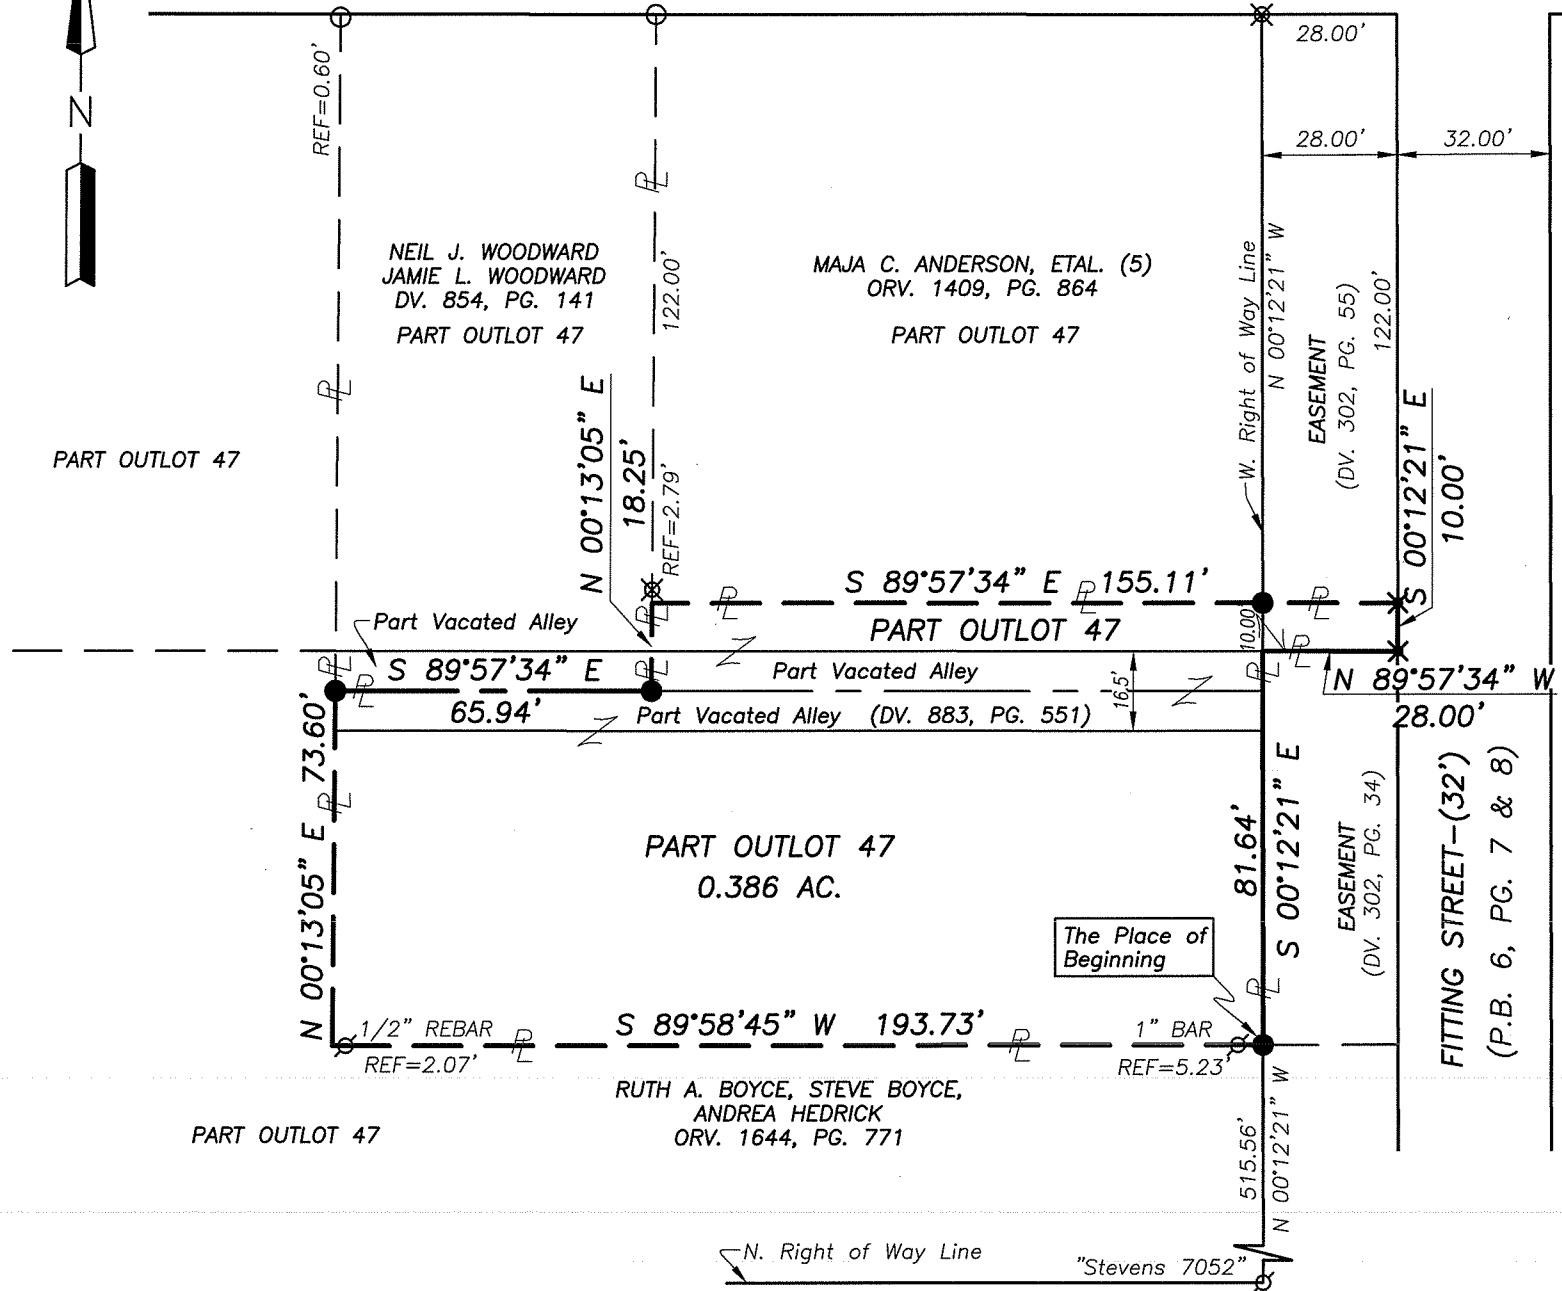 28.00'
REF=0.60'
N
28.00'
32.00'
NEIL J. WOODWARD
JAMIE L. WOODWARD
DV. 854, PG. 141
PART OUTLOT 47
122.00'
MAJA C. ANDERSON, ETAL. (5)
ORV. 1409, PG. 864
PART OUTLOT 47
W. Right of Way Line
N 00°12'21" W
EASEMENT
(DV. 302, PG. 55)
122.00'
PART OUTLOT 47
N 00°13'05" E
18.25'
REF=2.79'
S 00°12'21" E
10.00'
S 89°57'34" E 155.11'
PART OUTLOT 47
10.00'
Part Vacated Alley
S 89°57'34" E
65.94'
Part Vacated Alley
16.5'
Part Vacated Alley (DV. 883, PG. 551)
N 89°57'34" W
28.00'
N 00°13'05" E 73.60'
PART OUTLOT 47
0.386 AC.
81.64'
S 00°12'21" E
EASEMENT
(DV. 302, PG. 34)
FITTING STREET-(32')
(P.B. 6, PG. 7 & 8)
The Place of
Beginning
1/2" REBAR
REF=2.07'
S 89°58'45" W 193.73'
1" BAR
REF=5.23'
RUTH A. BOYCE, STEVE BOYCE,
ANDREA HEDRICK
ORV. 1644, PG. 771
PART OUTLOT 47
515.56'
N 00°12'21" W
N. Right of Way Line
"Stevens 7052"